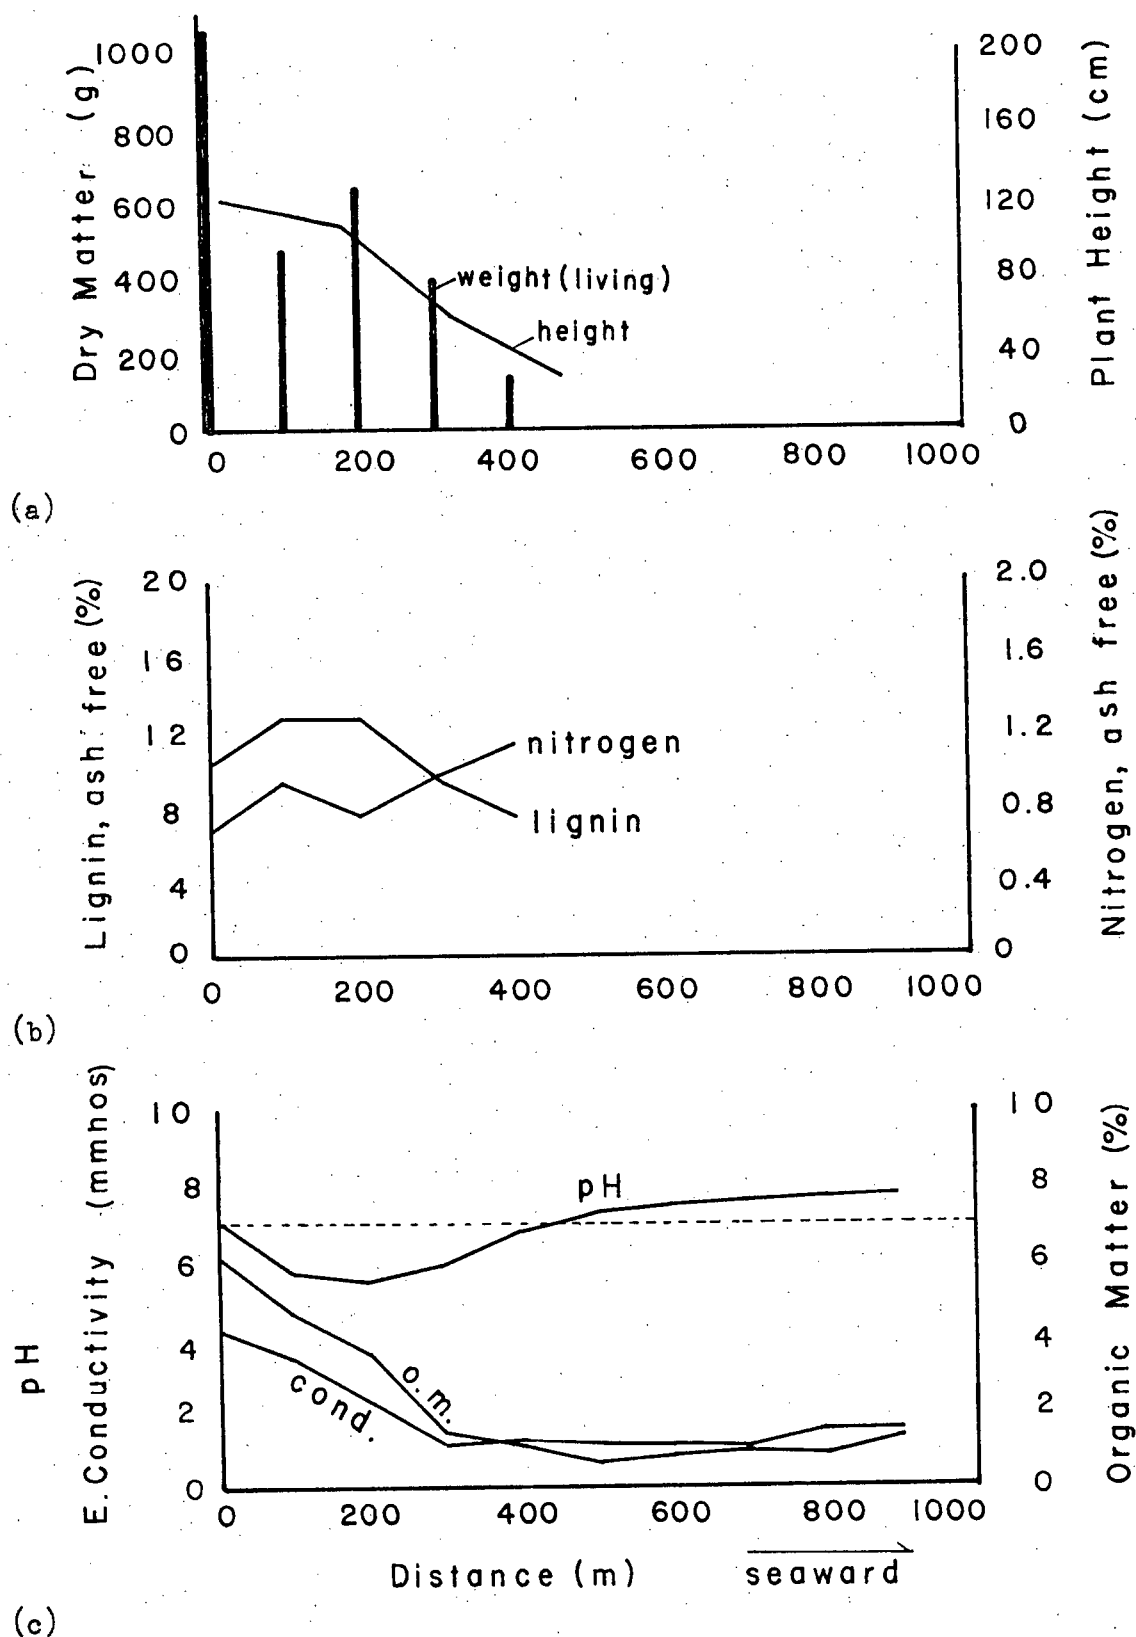 Dry Matter (g)
1000
800
600
400
200
0
weight (living)
height
200
160
120
80
40
0
Plant Height (cm)
0 200 400 600 800 1000
(a)
Lignin, ash free (%)
20
16
12
8
4
0
nitrogen
lignin
2.0
1.6
1.2
0.8
0.4
0
Nitrogen, ash free (%)
0 200 400 600 800 1000
(b)
pH
E. Conductivity (mmhos)
10
8
6
4
2
0
pH
o.m.
cond.
10
8
6
4
2
0
Organic Matter (%)
0 200 400 600 800 1000
Distance (m) seaward
(c)